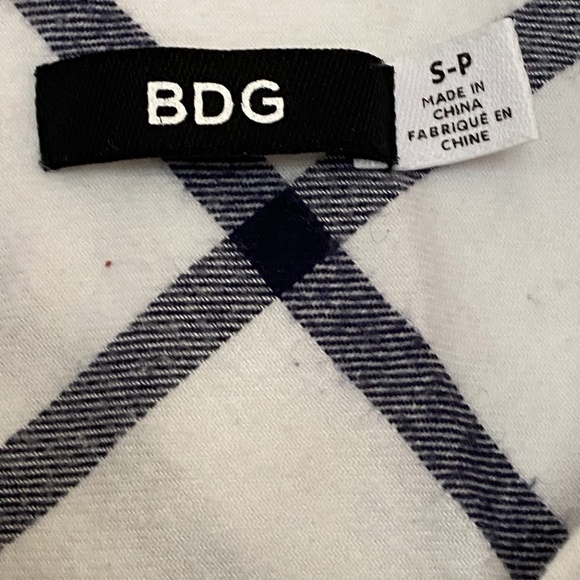 BDG
S-P
MADE IN
CHINA
FABRIQUÉ EN
CHINE